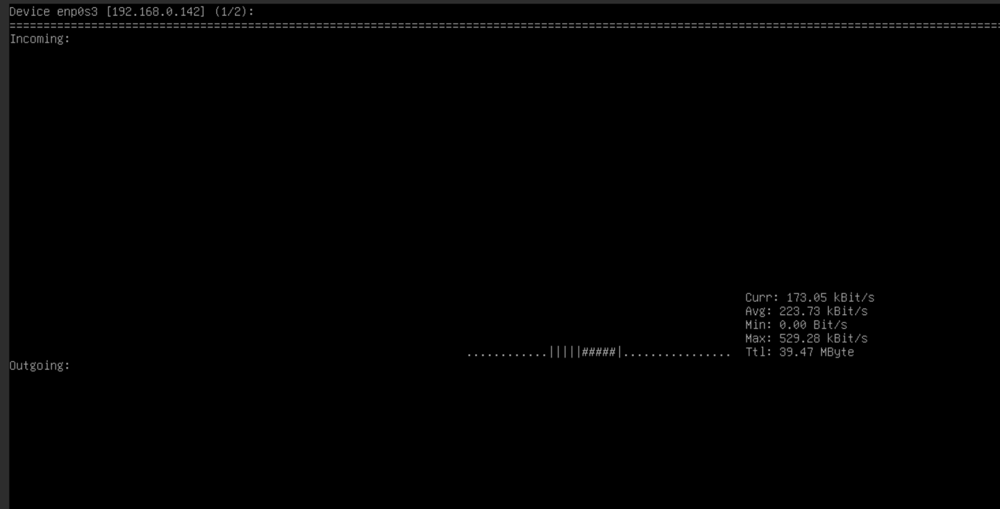 Device enp0s3 [192.168.0.142] (1/2):
==================================================================================================================================================
Incoming:
Curr: 173.05 kBit/s
Avg: 223.73 kBit/s
Min: 0.00 Bit/s
Max: 529.28 kBit/s
............|||||#####|................  Ttl: 39.47 MByte
Outgoing: